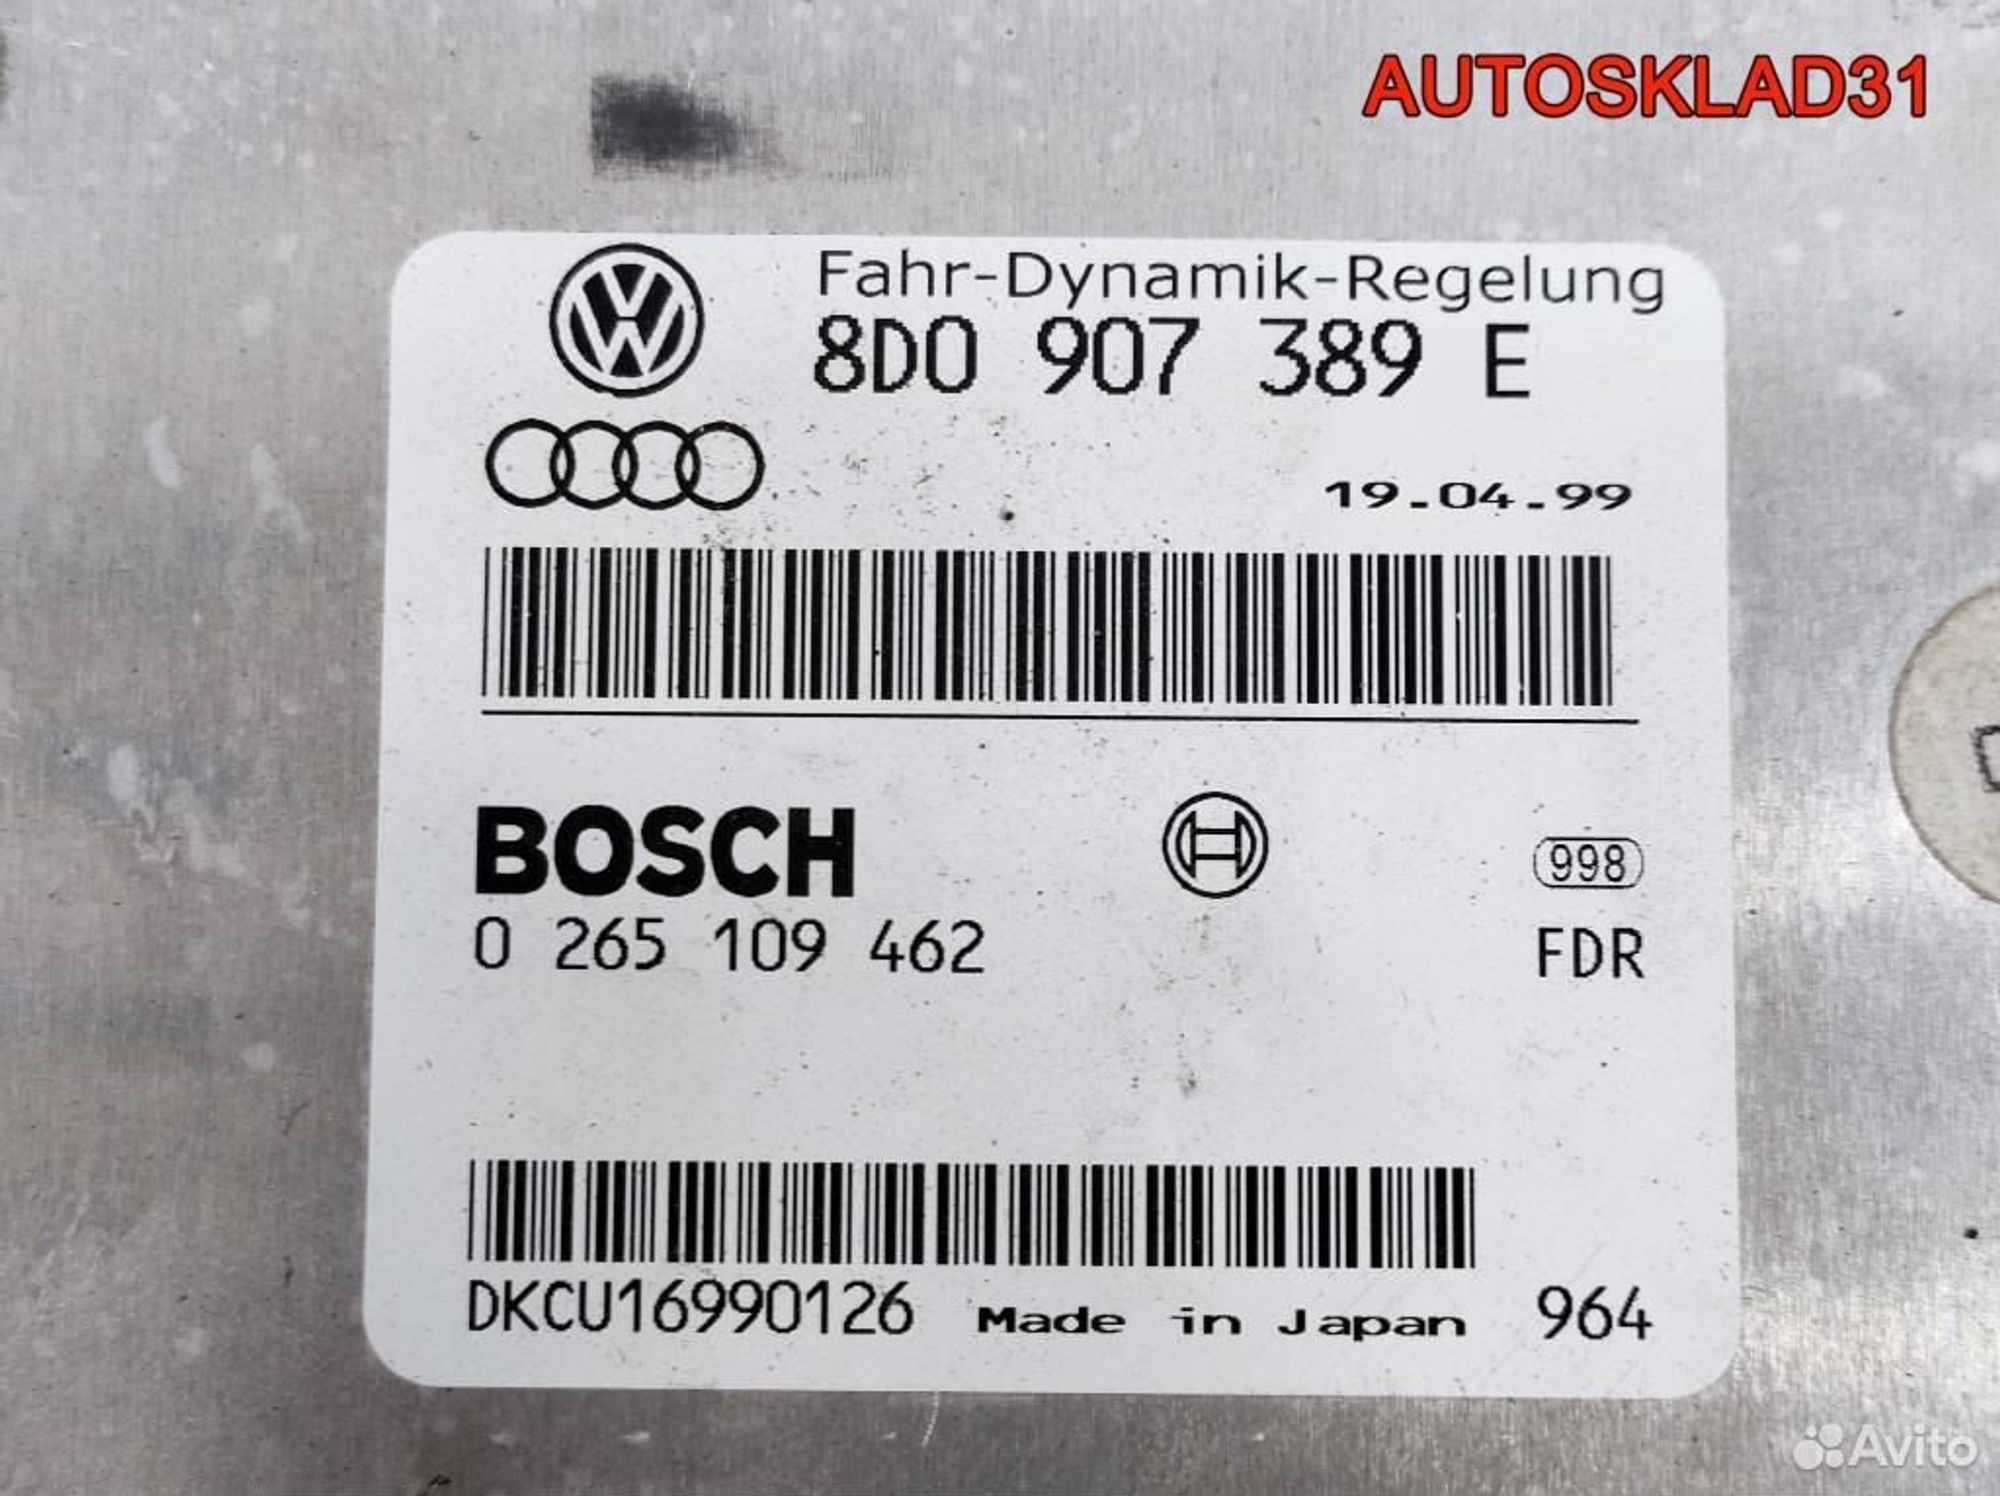 AUTOSKLAD31
Fahr-Dynamik-Regelung
8D0 907 389 E
19.04.99
BOSCH
998
0 265 109 462
FDR
DKCU16990126 Made in Japan 964
Avito